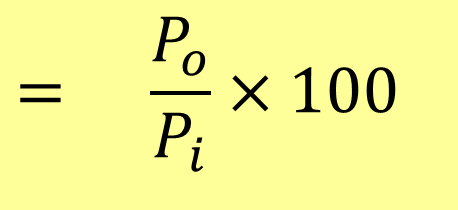 = P_o / P_i × 100